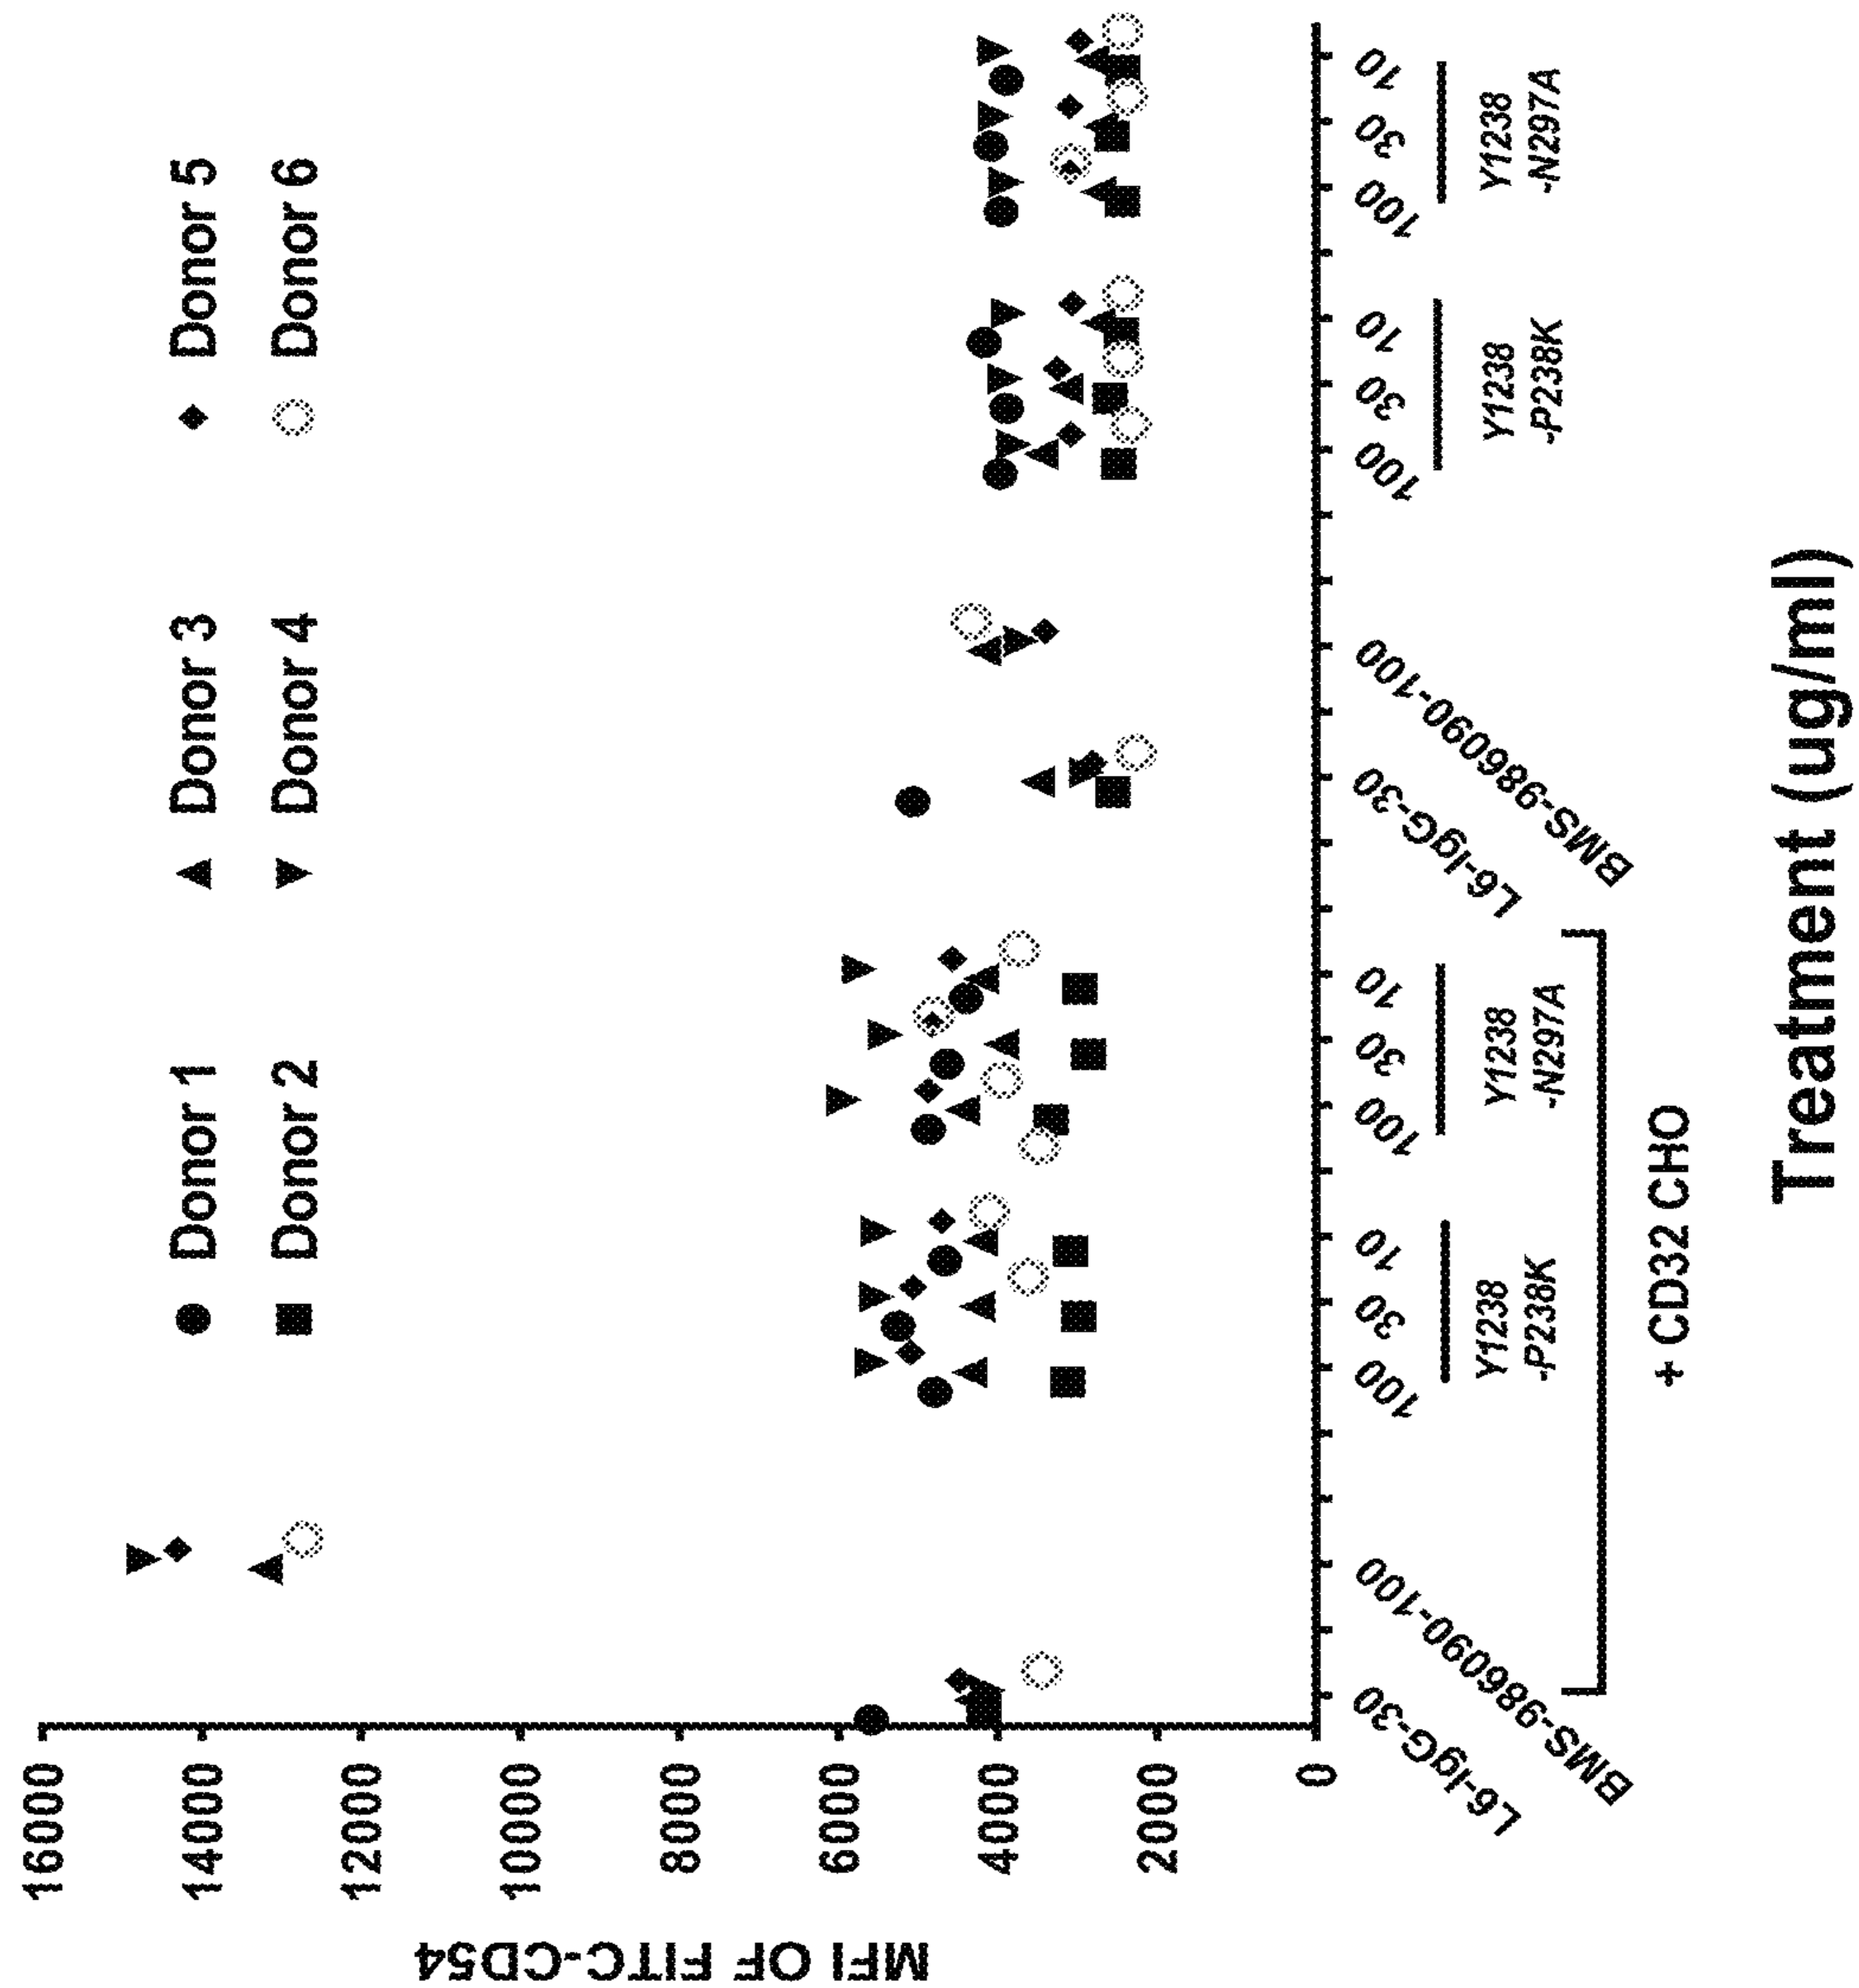 Donor 1
Donor 3
Donor 5
Donor 2
Donor 4
Donor 6
MFI OF FITC-CD54
16000
14000
12000
10000
8000
6000
4000
2000
0
L6-IgG-30
BMS-986090-100
100
30
10
100
30
10
L6-IgG-30
BMS-986090-100
100
30
10
100
30
10
Y1238
-P238K
Y1238
-N297A
Y1238
-P238K
Y1238
-N297A
+ CD32 CHO
Treatment (ug/ml)